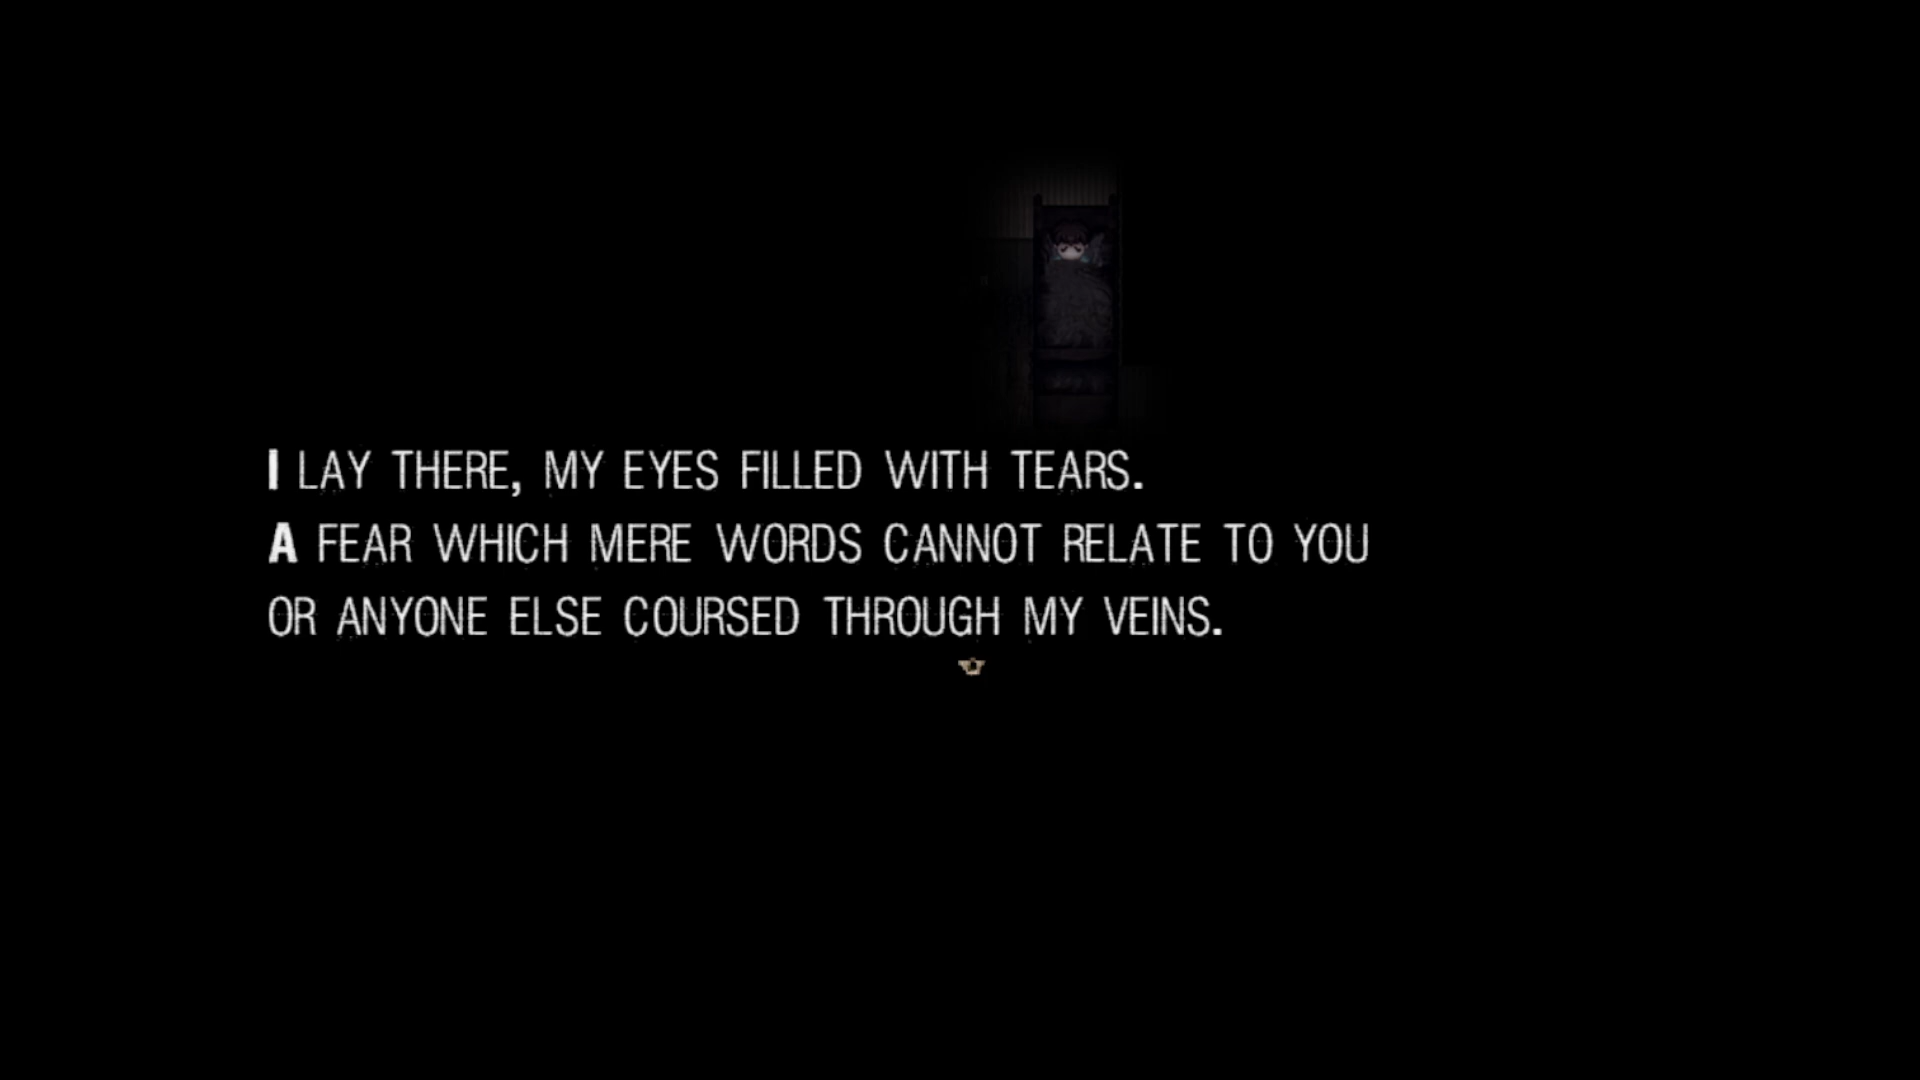 I LAY THERE, MY EYES FILLED WITH TEARS.
A FEAR WHICH MERE WORDS CANNOT RELATE TO YOU
OR ANYONE ELSE COURSED THROUGH MY VEINS.